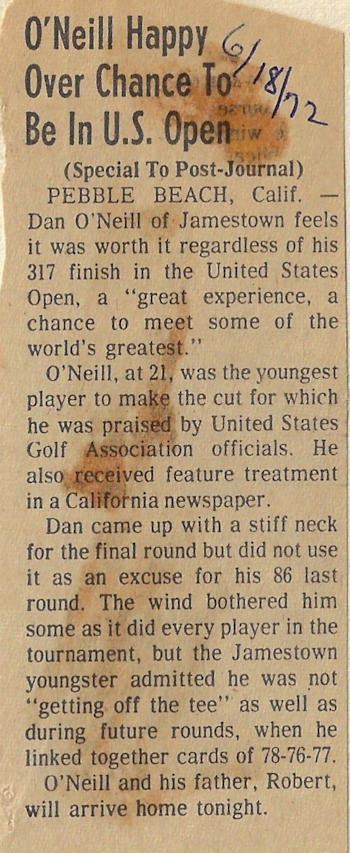 O'Neill Happy
Over Chance To
Be In U.S. Open
6/18/72
(Special To Post-Journal)
PEBBLE BEACH, Calif. —
Dan O'Neill of Jamestown feels
it was worth it regardless of his
317 finish in the United States
Open, a "great experience, a
chance to meet some of the
world's greatest."
O'Neill, at 21, was the youngest
player to make the cut for which
he was praised by United States
Golf Association officials. He
also received feature treatment
in a California newspaper.
Dan came up with a stiff neck
for the final round but did not use
it as an excuse for his 86 last
round. The wind bothered him
some as it did every player in the
tournament, but the Jamestown
youngster admitted he was not
"getting off the tee" as well as
during future rounds, when he
linked together cards of 78-76-77.
O'Neill and his father, Robert,
will arrive home tonight.